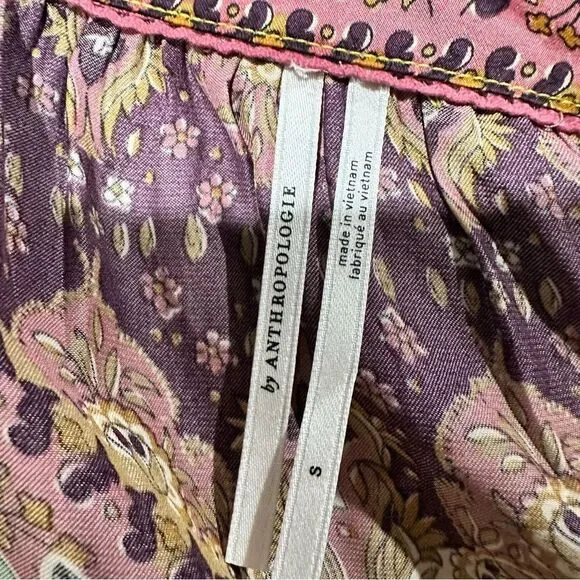 by ANTHROPOLOGIE
made in vietnam
fabriqué au vietnam
S